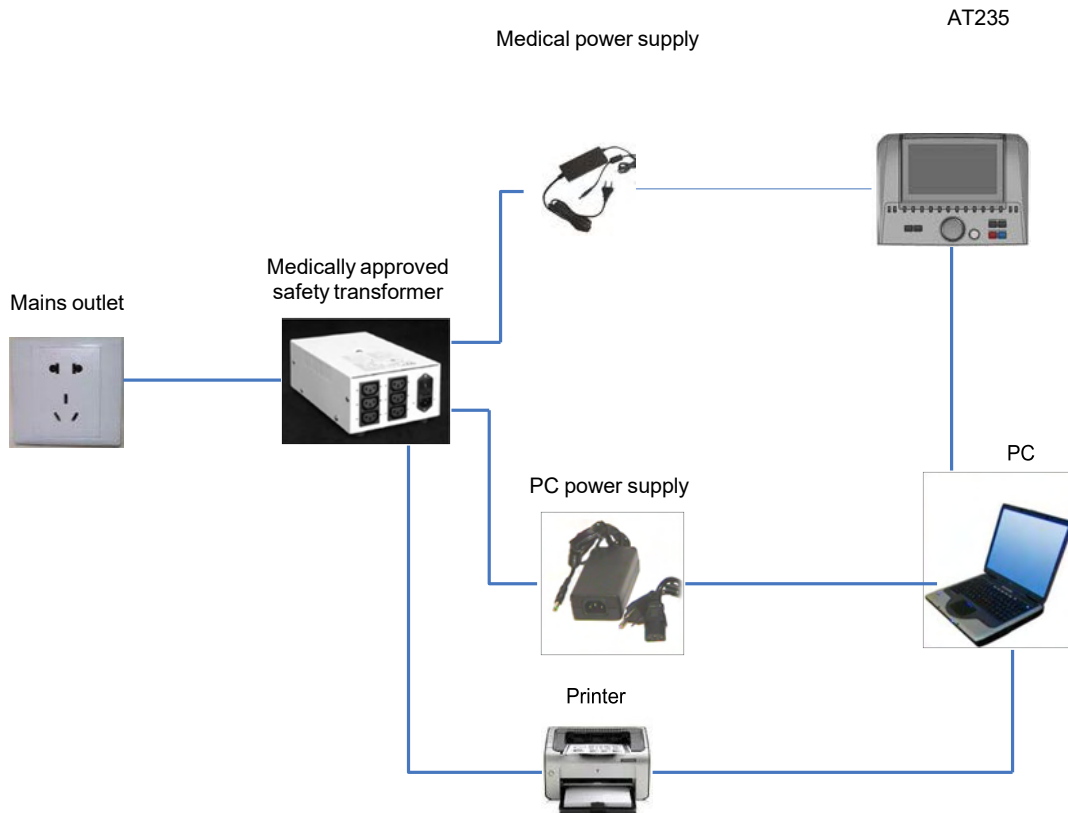 AT235
Medical power supply
Medically approved
safety transformer
Mains outlet
PC
PC power supply
Printer